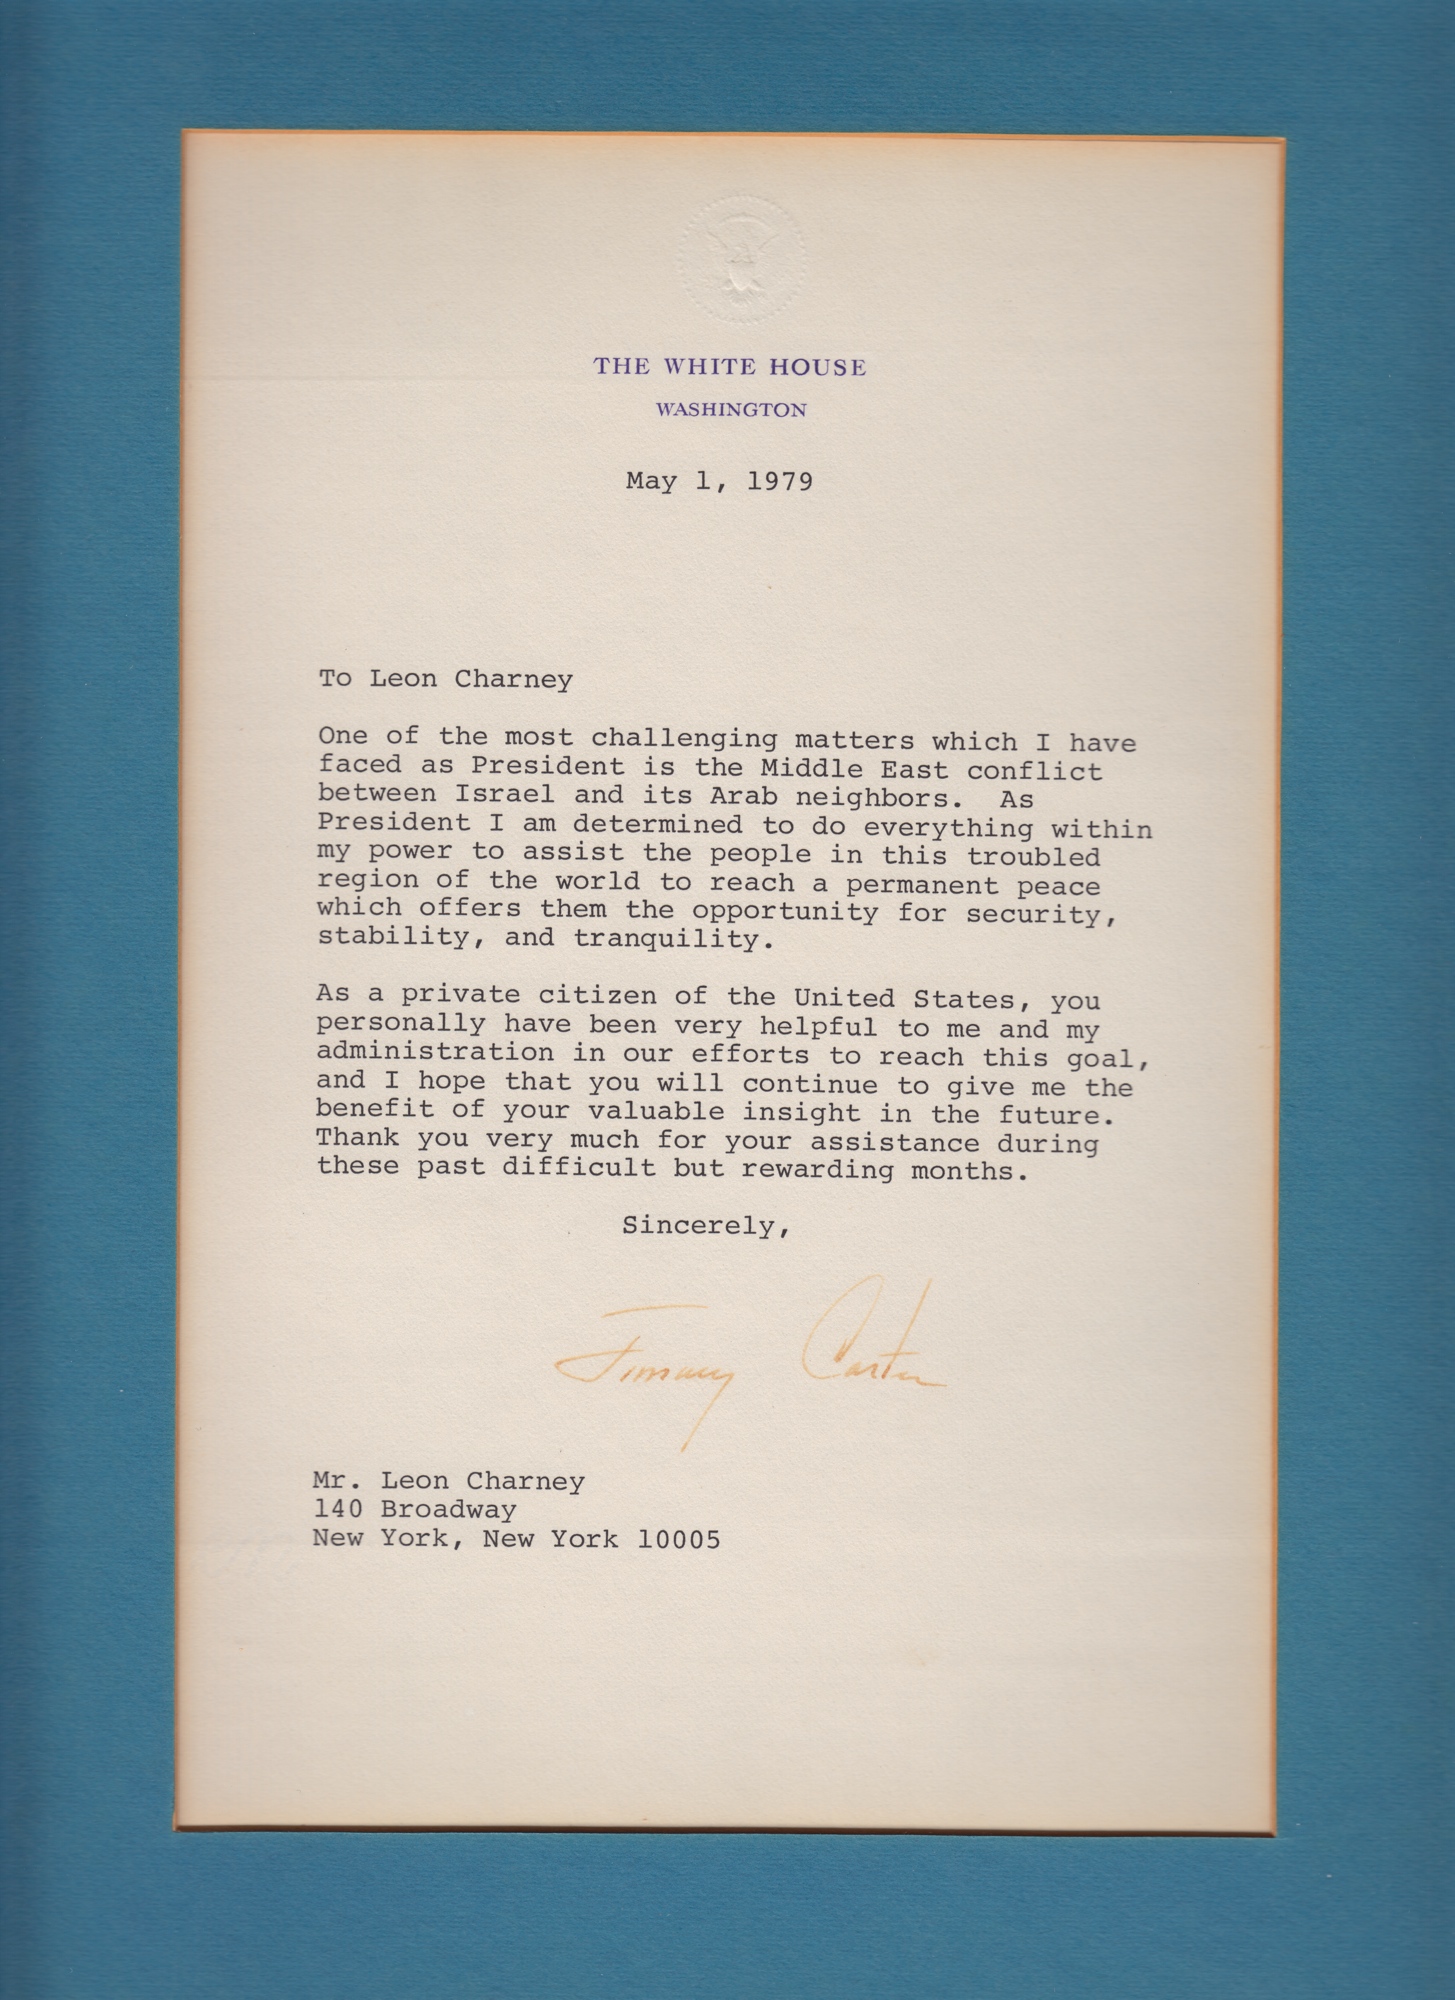 THE WHITE HOUSE
WASHINGTON
May 1, 1979
To Leon Charney
One of the most challenging matters which I have
faced as President is the Middle East conflict
between Israel and its Arab neighbors.  As
President I am determined to do everything within
my power to assist the people in this troubled
region of the world to reach a permanent peace
which offers them the opportunity for security,
stability, and tranquility.
As a private citizen of the United States, you
personally have been very helpful to me and my
administration in our efforts to reach this goal,
and I hope that you will continue to give me the
benefit of your valuable insight in the future.
Thank you very much for your assistance during
these past difficult but rewarding months.
Sincerely,
Jimmy Carter
Mr. Leon Charney
140 Broadway
New York, New York 10005